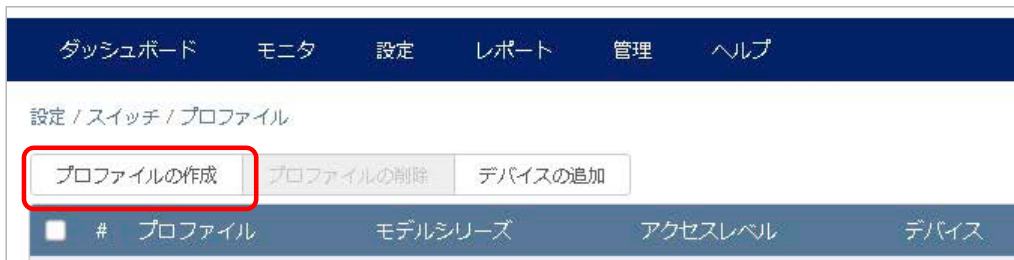 ダッシュボード モニタ 設定 レポート 管理 ヘルプ
設定 / スイッチ / プロファイル
プロファイルの作成 プロファイルの削除 デバイスの追加
# プロファイル モデルシリーズ アクセスレベル デバイス